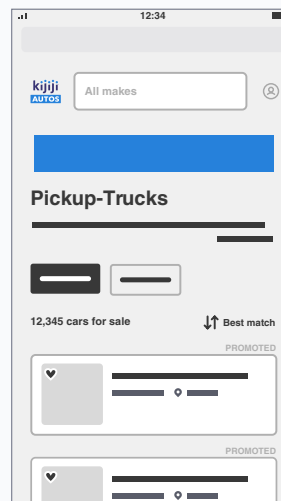 12:34
kijiji
AUTOS
All makes
Pickup-Trucks
12,345 cars for sale
Best match
PROMOTED
PROMOTED